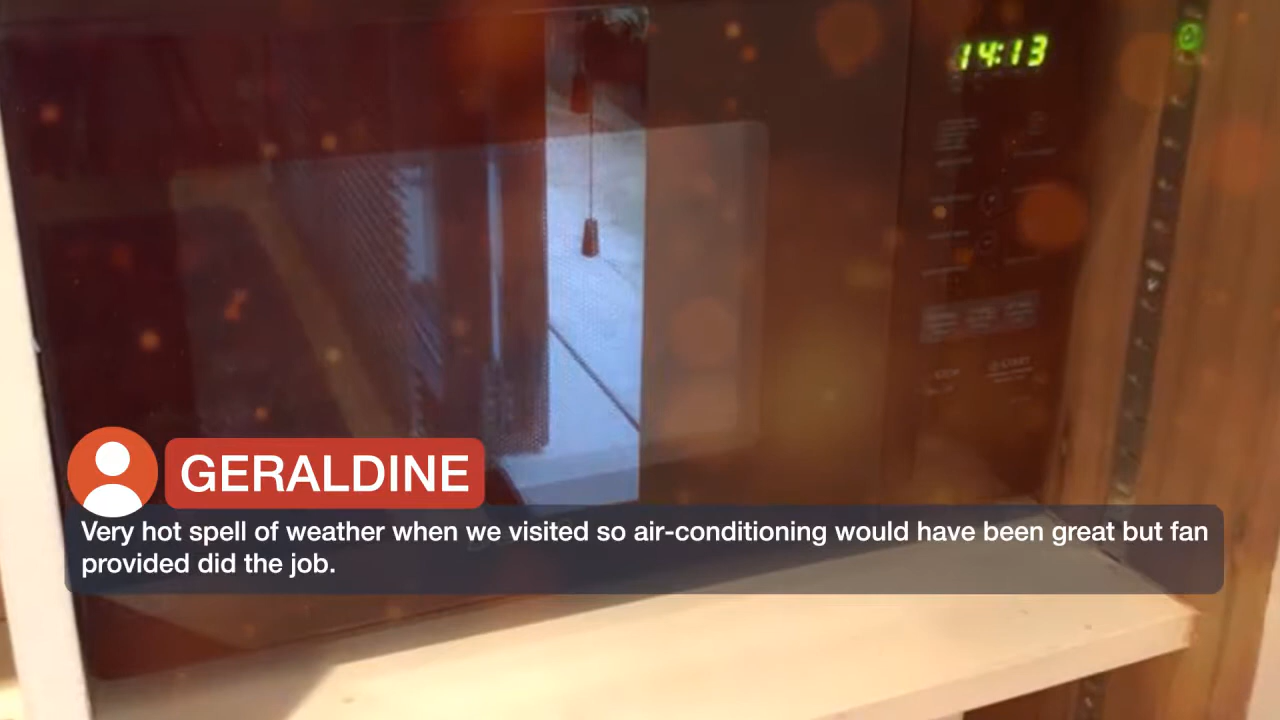 14:13
GERALDINE
Very hot spell of weather when we visited so air-conditioning would have been great but fan
provided did the job.